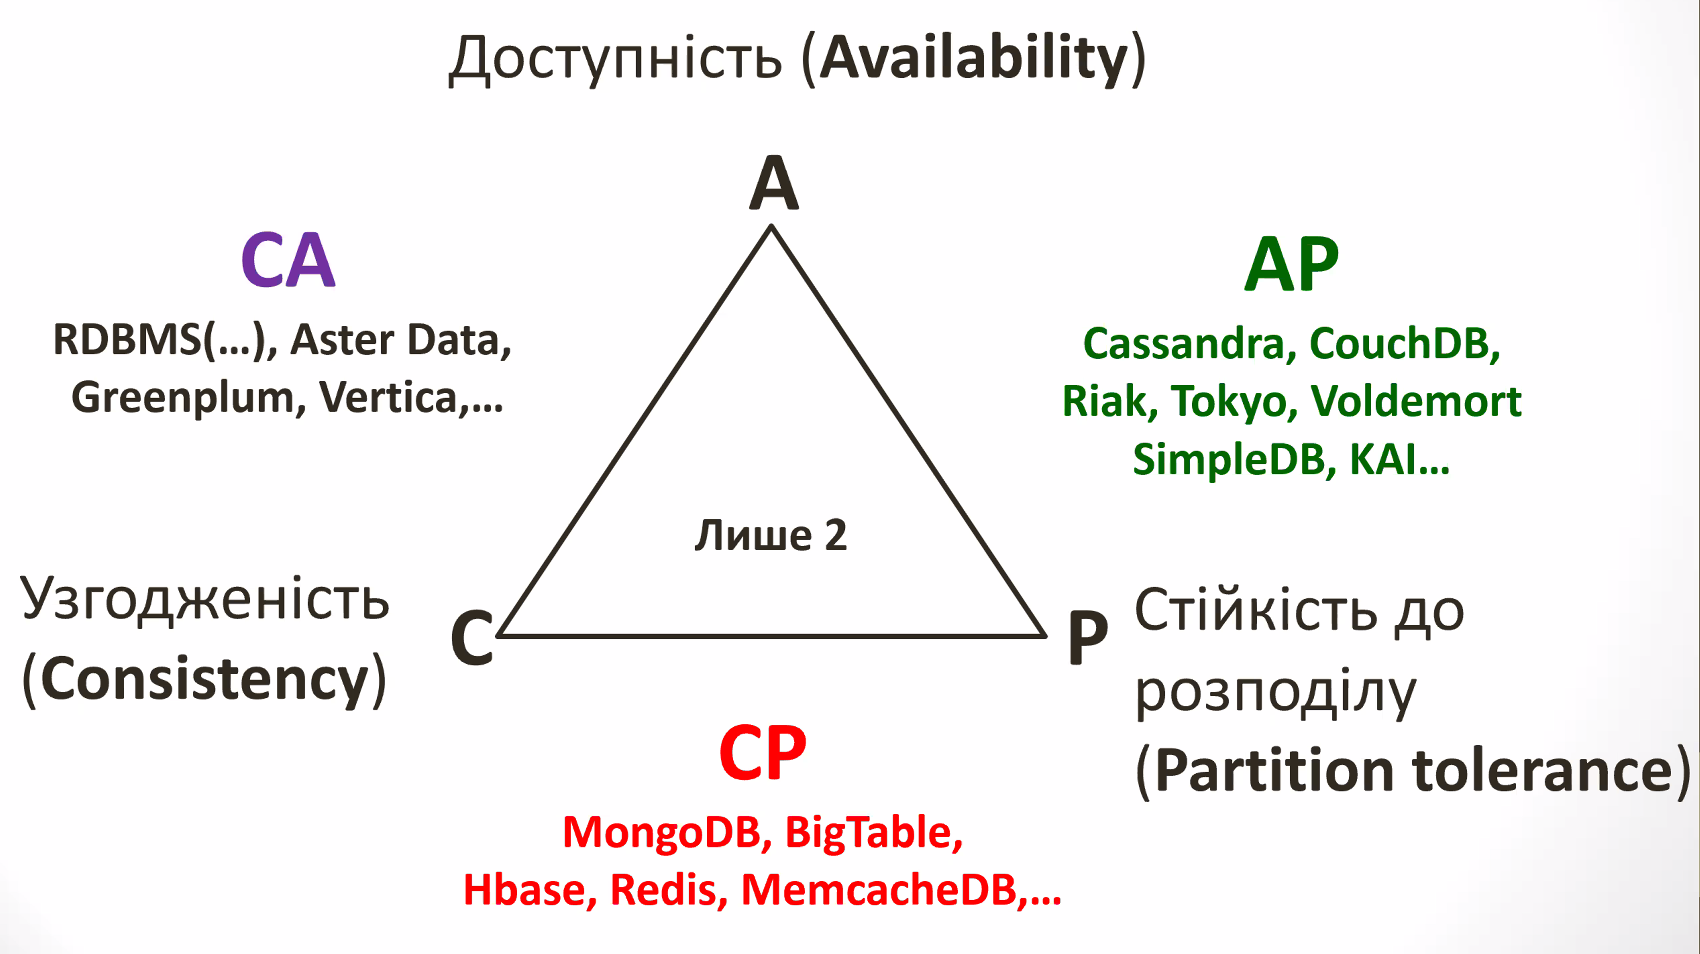 Доступність (Availability)
A
CA
RDBMS(...), Aster Data,
Greenplum, Vertica,...
AP
Cassandra, CouchDB,
Riak, Tokyo, Voldemort
SimpleDB, KAI...
Лише 2
Узгодженість
(Consistency)
C
P
Стійкість до
розподілу
(Partition tolerance)
CP
MongoDB, BigTable,
Hbase, Redis, MemcacheDB,...